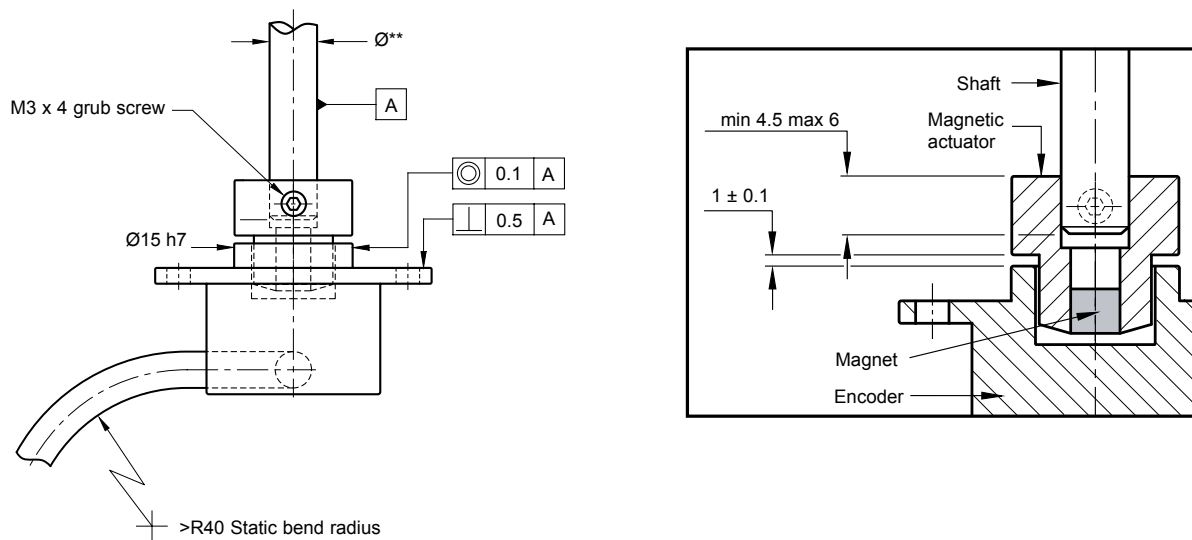 Ø**
A
M3 x 4 grub screw
◎ 0.1 A
⊥ 0.5 A
Ø15 h7
>R40 Static bend radius
Shaft
min 4.5 max 6
Magnetic
actuator
1 ± 0.1
Magnet
Encoder